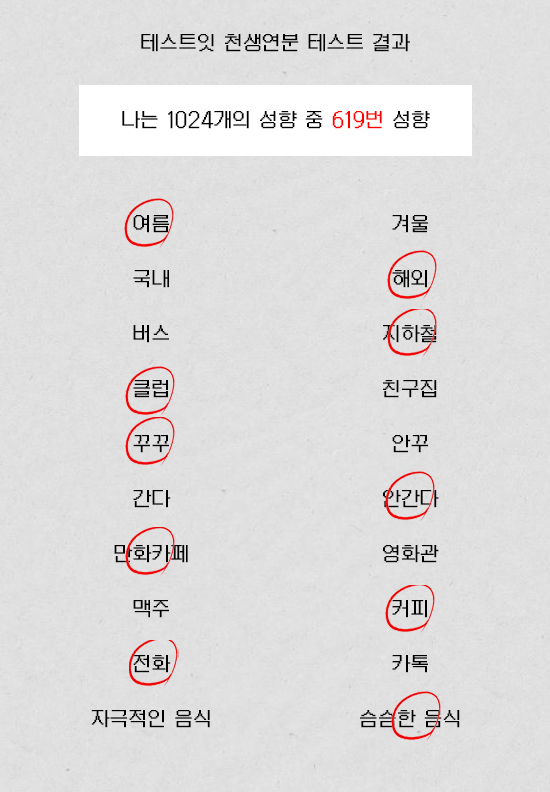 테스트잇 천생연분 테스트 결과
나는 1024개의 성향 중 619번 성향
여름 겨울
국내 해외
버스 지하철
클럽 친구집
꾸꾸 안꾸
간다 안간다
만화카페 영화관
맥주 커피
전화 카톡
자극적인 음식 슴슴한 음식